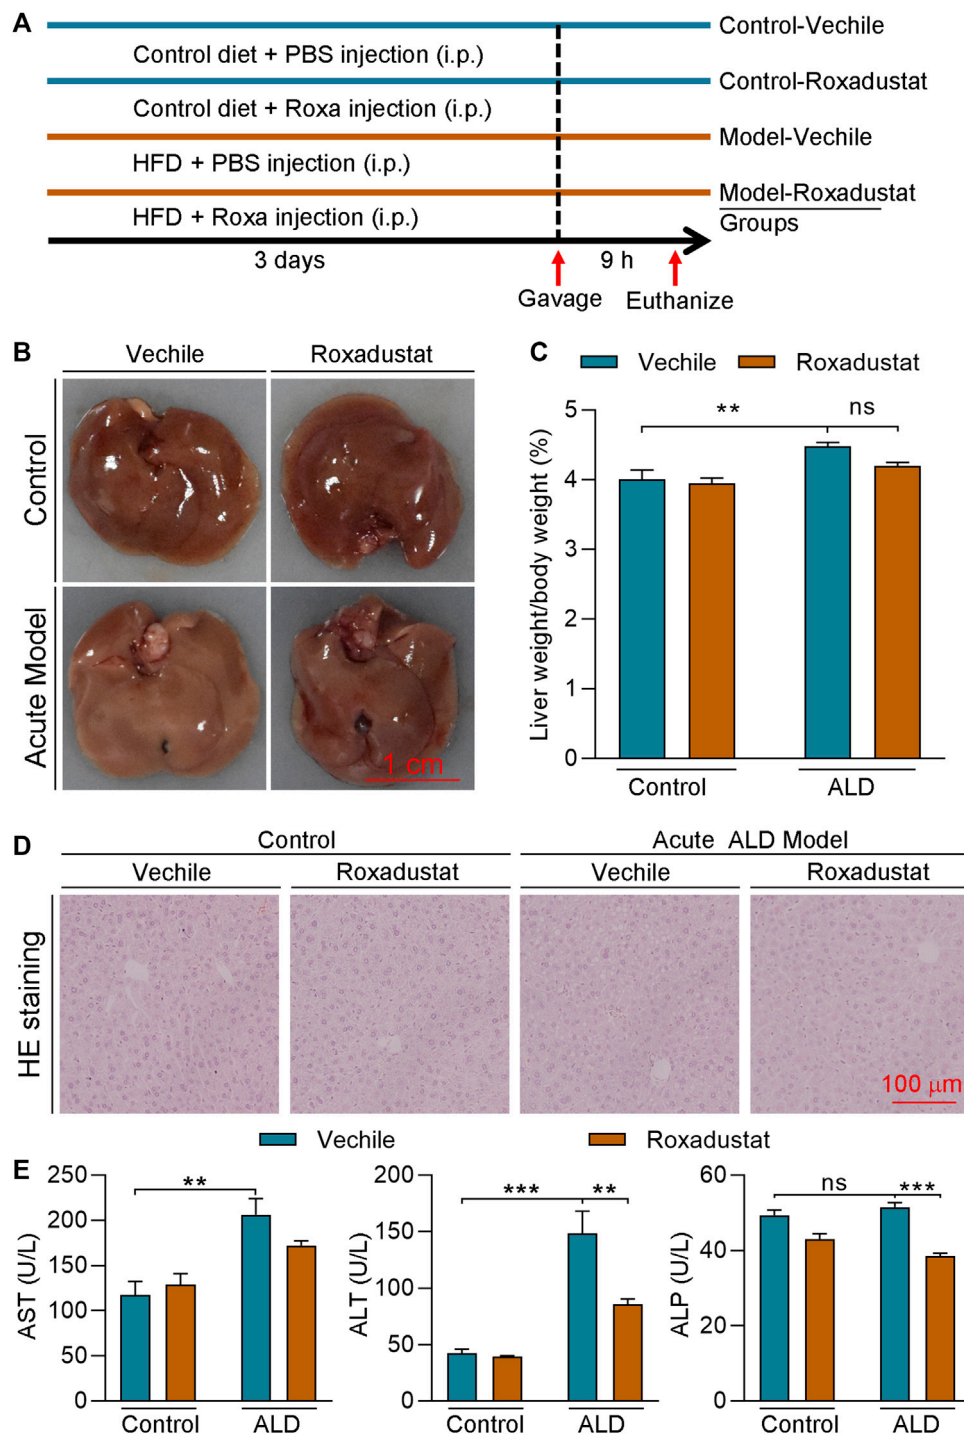 A
Control-Vechile
Control diet + PBS injection (i.p.)
Control-Roxadustat
Control diet + Roxa injection (i.p.)
Model-Vechile
HFD + PBS injection (i.p.)
Model-Roxadustat
HFD + Roxa injection (i.p.)
Groups
3 days
9 h
Gavage
Euthanize
B
Vechile
Roxadustat
Control
Acute Model
1 cm
C
Vechile
Roxadustat
Liver weight/body weight (%)
5
4
3
2
1
0
**
ns
Control
ALD
D
Control
Acute ALD Model
Vechile
Roxadustat
Vechile
Roxadustat
HE staining
100 μm
Vechile
Roxadustat
E
AST (U/L)
250
200
150
100
50
0
**
Control
ALD
ALT (U/L)
200
150
100
50
0
***
**
Control
ALD
ALP (U/L)
60
40
20
0
ns
***
Control
ALD